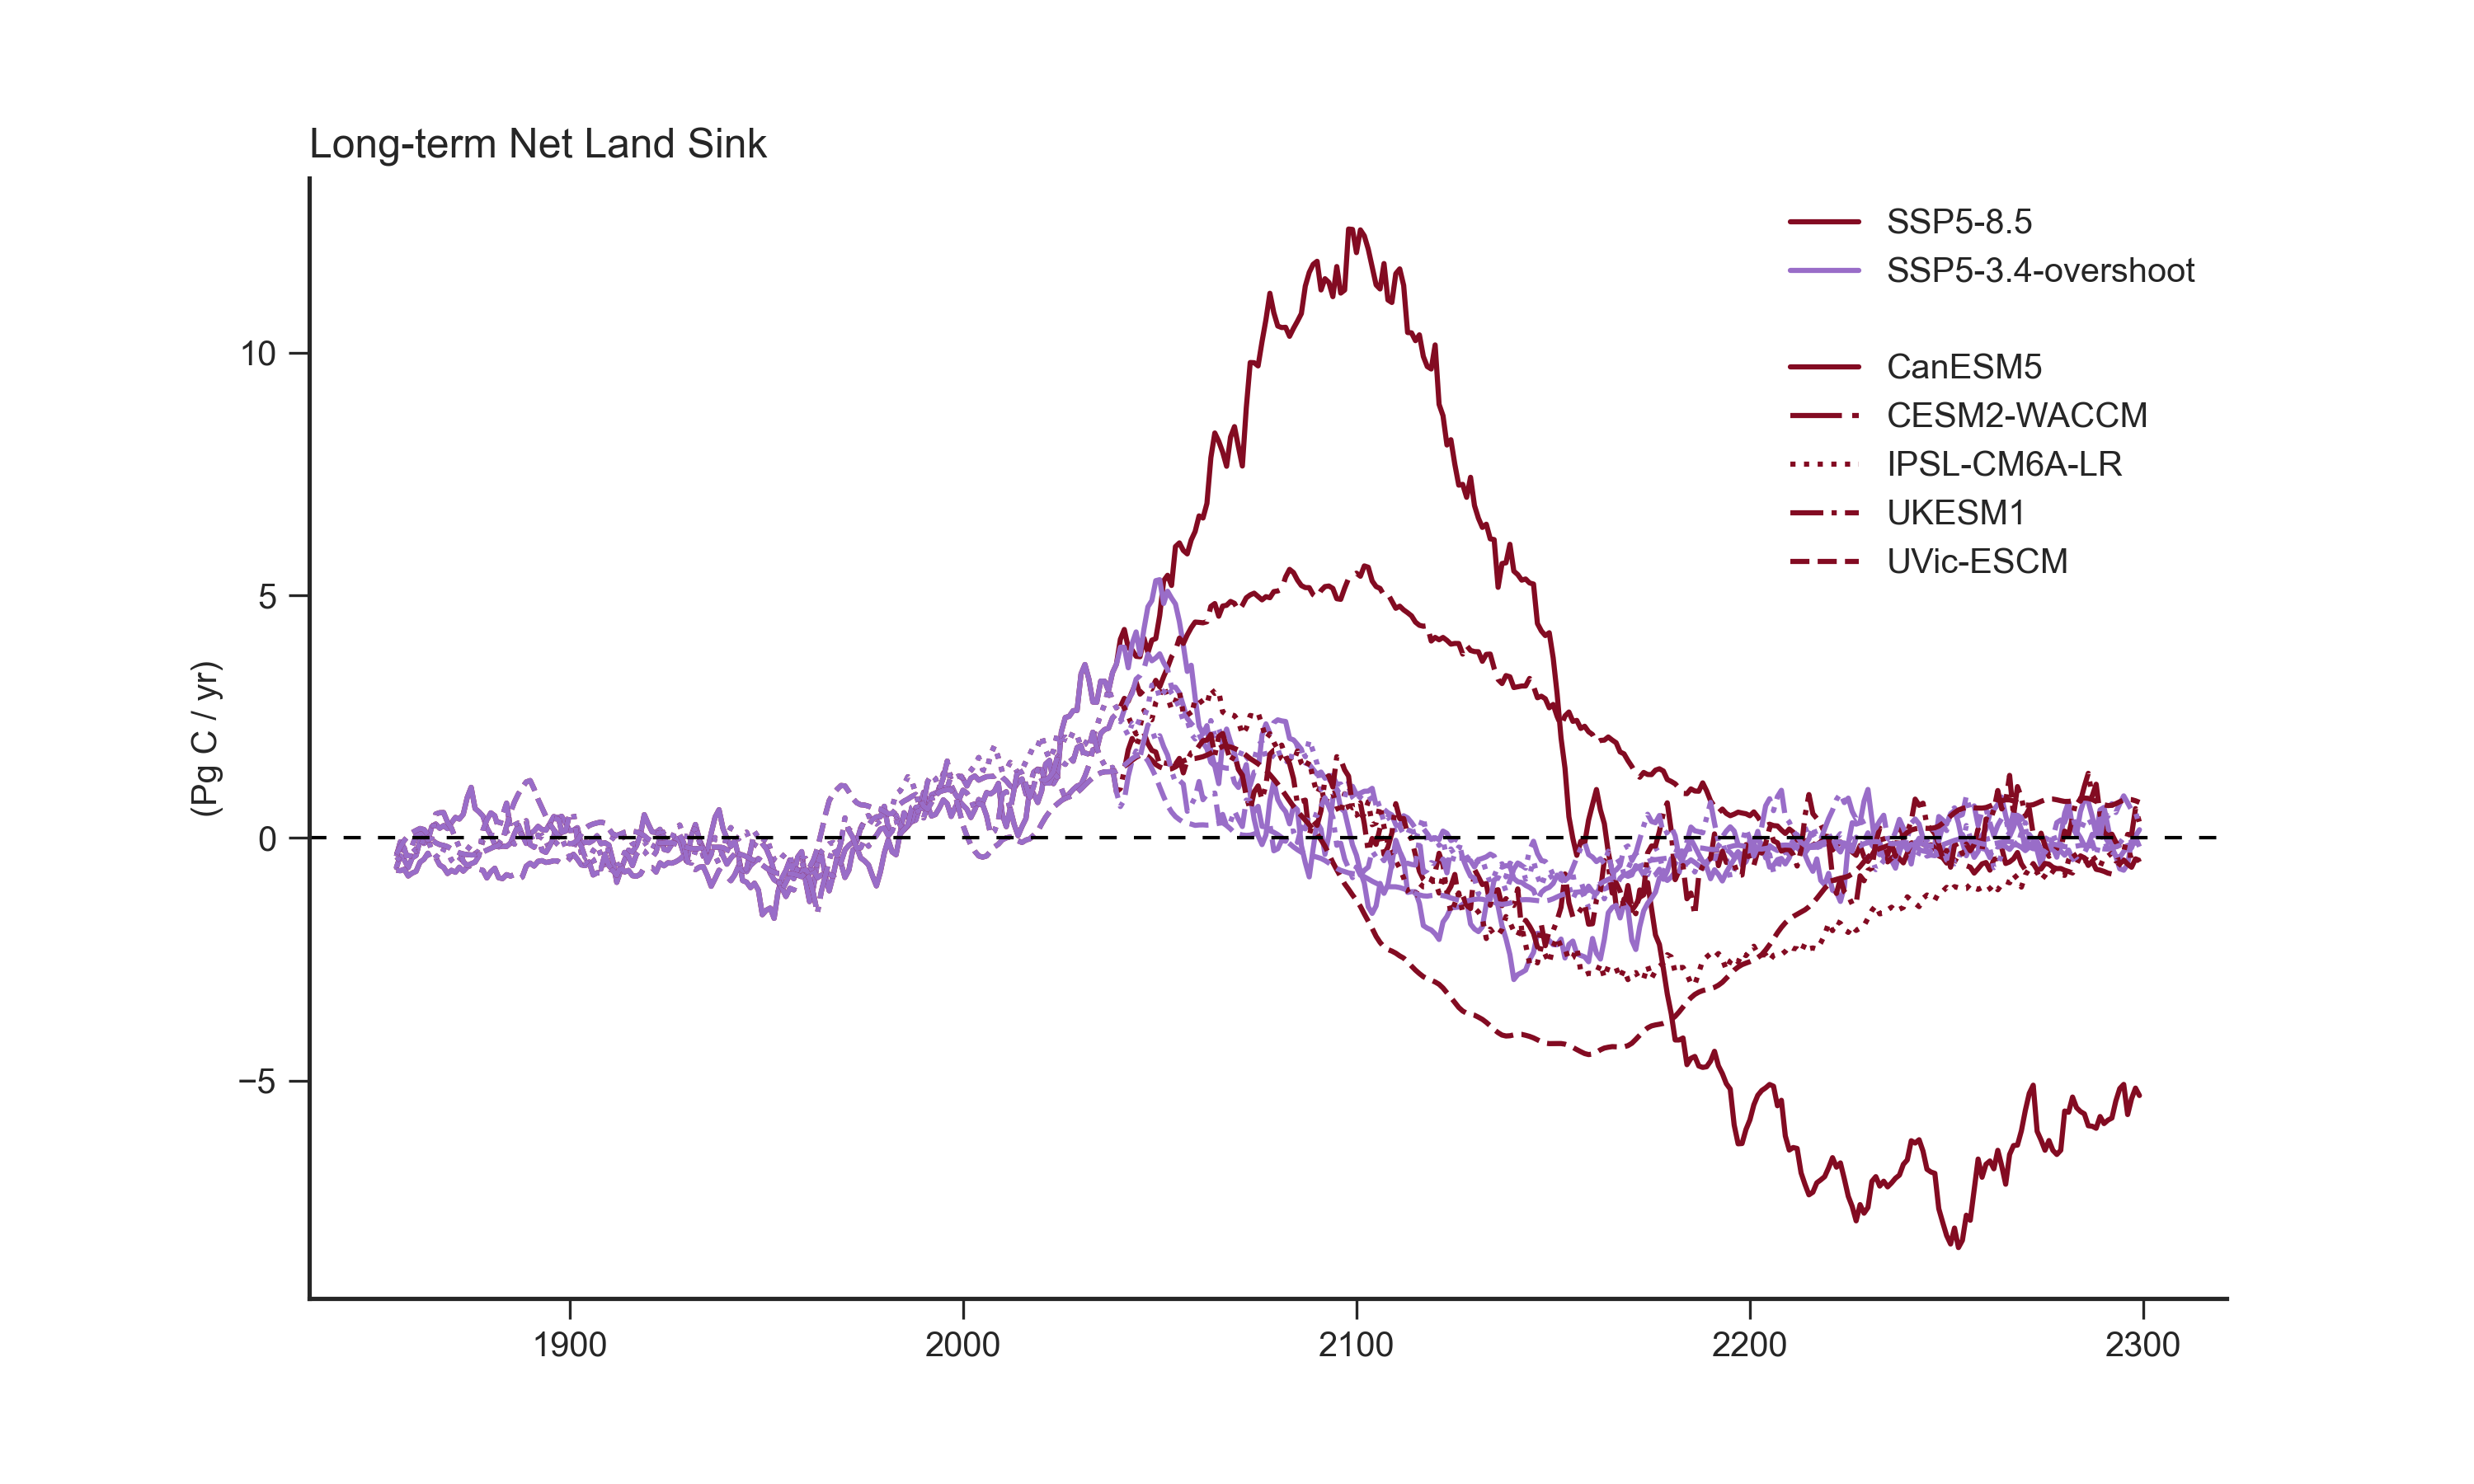 Long-term Net Land Sink
SSP5-8.5
SSP5-3.4-overshoot
CanESM5
CESM2-WACCM
IPSL-CM6A-LR
UKESM1
UVic-ESCM
(Pg C / yr)
10
5
0
−5
1900
2000
2100
2200
2300